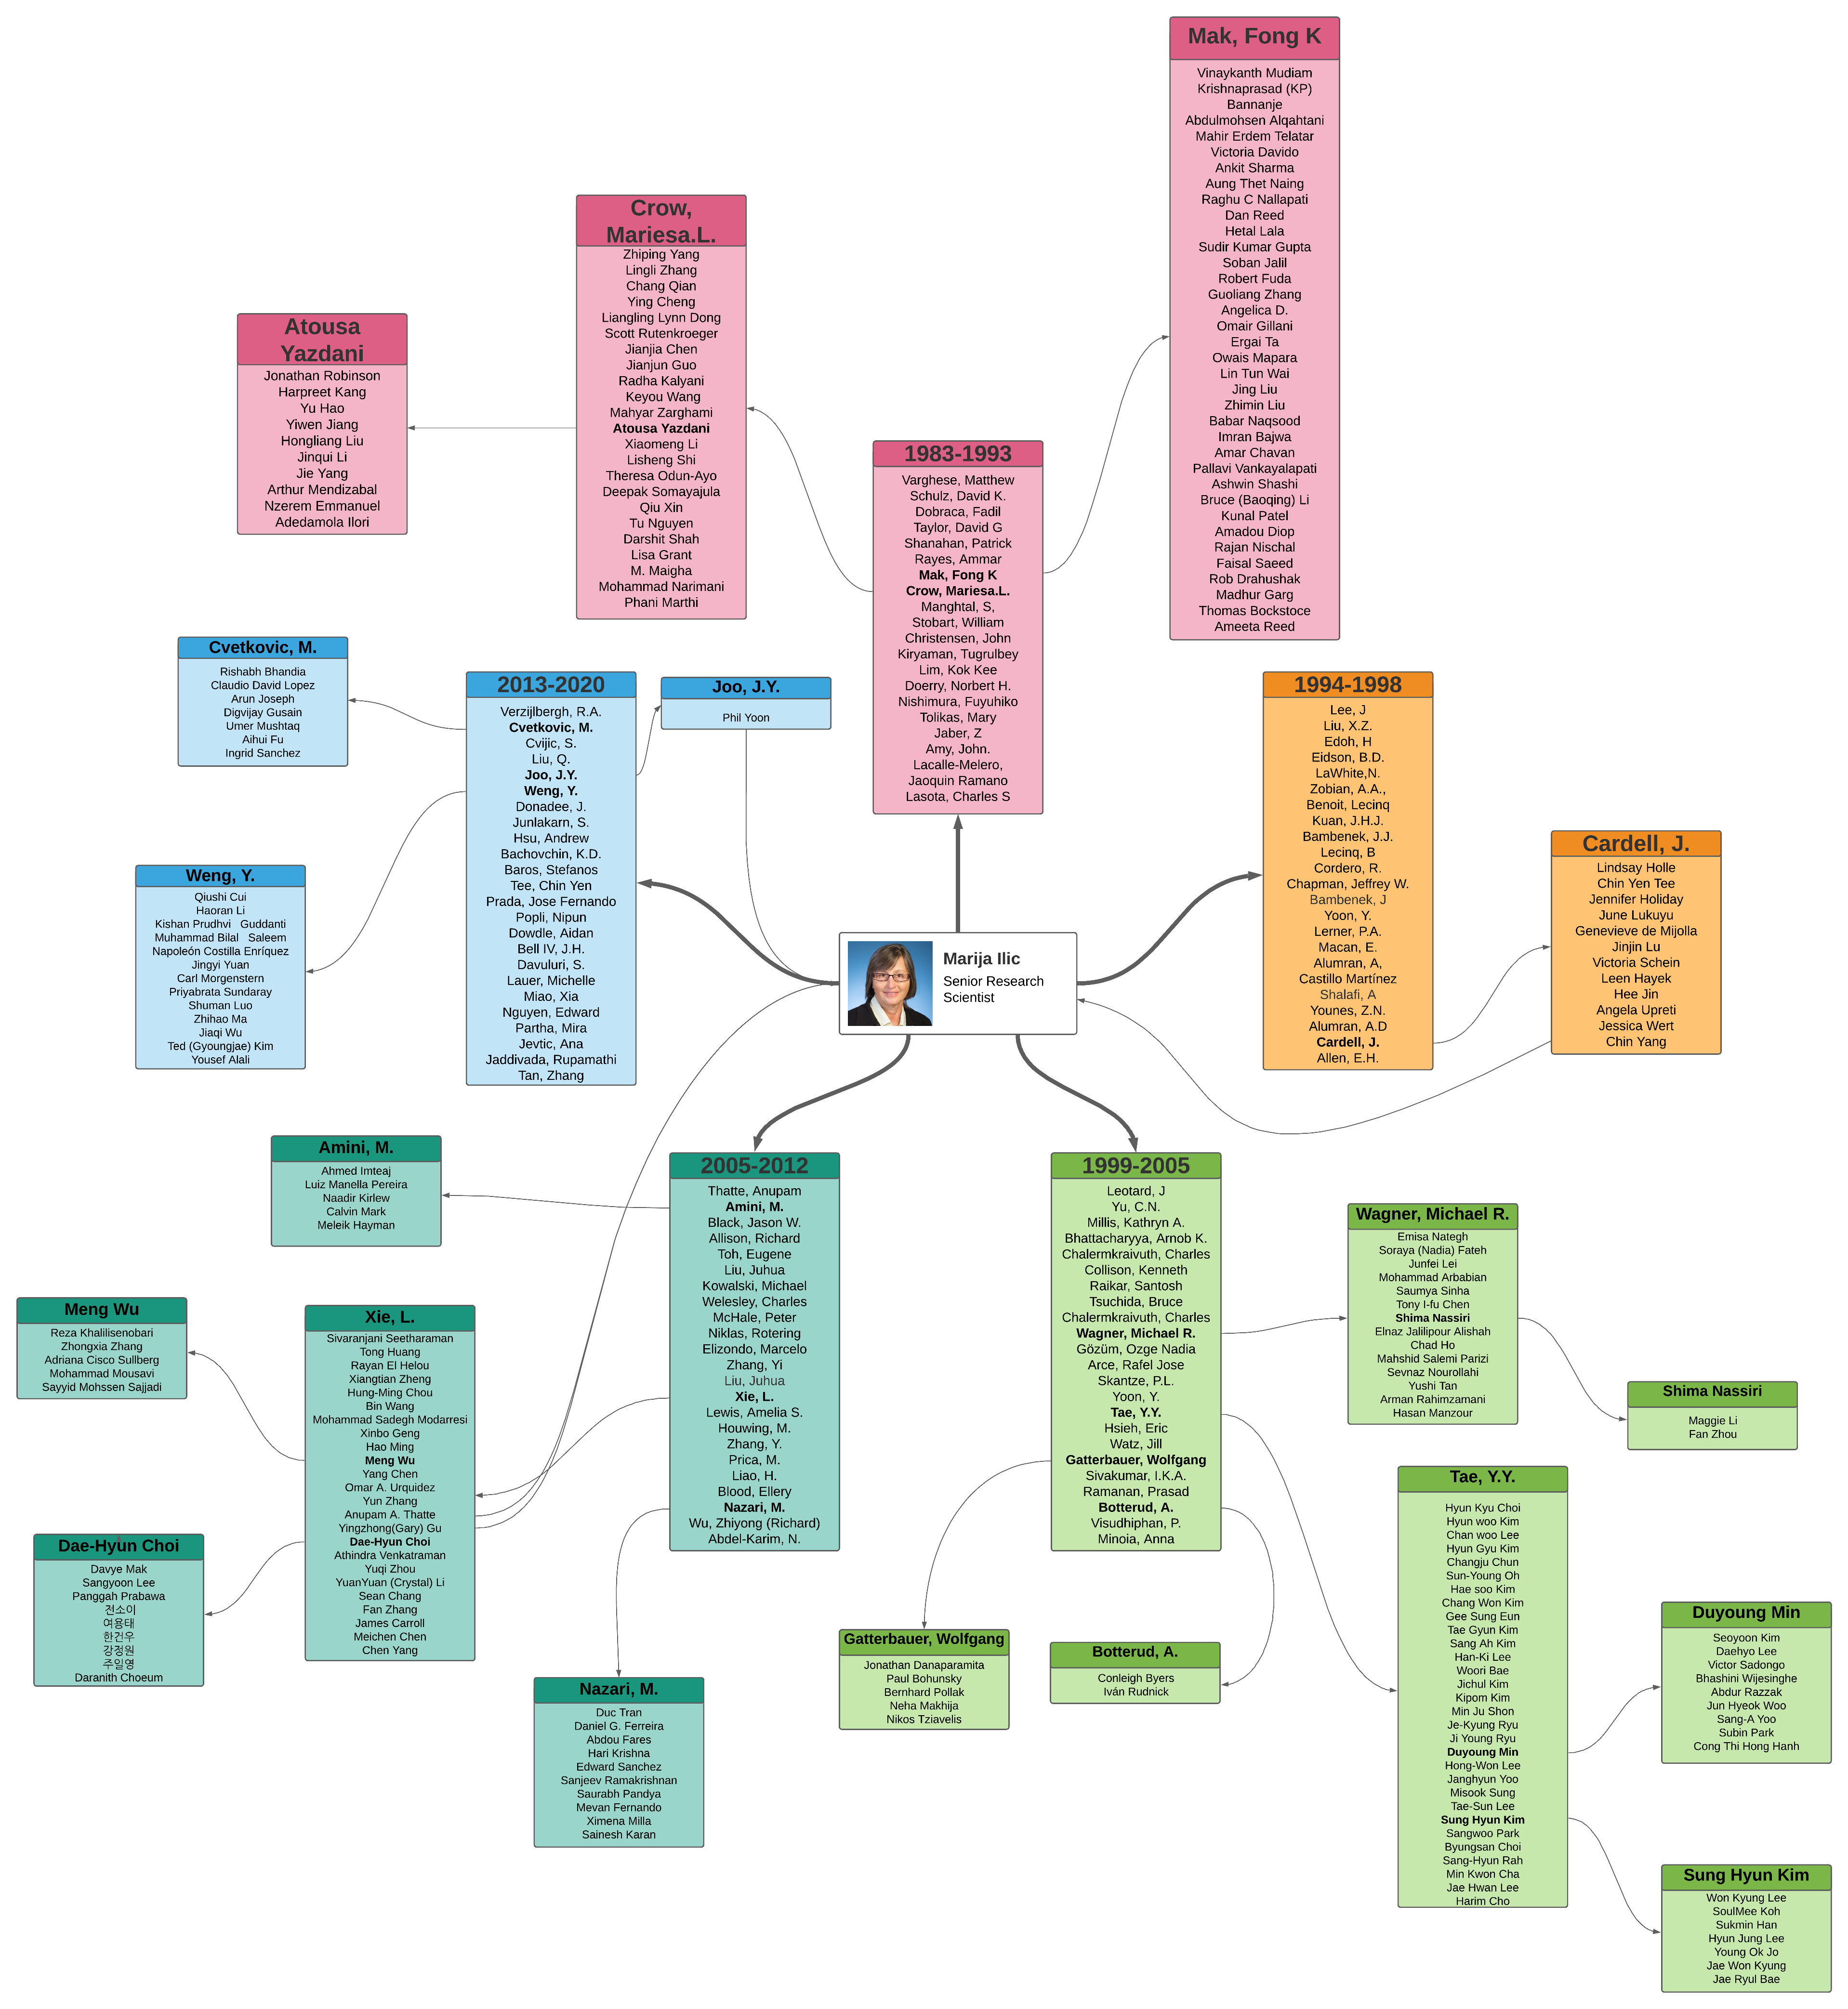 Mak, Fong K
Vinaykanth Mudiam
Krishnaprasad (KP)
Bannanje
Abdulmohsen Alqahtani
Mahir Erdem Telatar
Victoria Davido
Ankit Sharma
Aung Thet Naing
Raghu C Nallapati
Dan Reed
Hetal Lala
Sudir Kumar Gupta
Soban Jalil
Robert Fuda
Guoliang Zhang
Angelica D.
Omair Gillani
Ergai Ta
Owais Mapara
Lin Tun Wai
Jing Liu
Zhimin Liu
Babar Naqsood
Imran Bajwa
Amar Chavan
Pallavi Vankayalapati
Ashwin Shashi
Bruce (Baoqing) Li
Kunal Patel
Amadou Diop
Rajan Nischal
Faisal Saeed
Rob Drahushak
Madhur Garg
Thomas Bockstoce
Ameeta Reed
Crow,
Mariesa.L.
Zhiping Yang
Lingli Zhang
Chang Qian
Ying Cheng
Liangling Lynn Dong
Scott Rutenkroeger
Jianjia Chen
Jianjun Guo
Radha Kalyani
Keyou Wang
Mahyar Zarghami
Atousa Yazdani
Xiaomeng Li
Lisheng Shi
Theresa Odun-Ayo
Deepak Somayajula
Qiu Xin
Tu Nguyen
Darshit Shah
Lisa Grant
M. Maigha
Mohammad Narimani
Phani Marthi
Atousa
Yazdani
Jonathan Robinson
Harpreet Kang
Yu Hao
Yiwen Jiang
Hongliang Liu
Jinqui Li
Jie Yang
Arthur Mendizabal
Nzerem Emmanuel
Adedamola Ilori
1983-1993
Varghese, Matthew
Schulz, David K.
Dobraca, Fadil
Taylor, David G
Shanahan, Patrick
Rayes, Ammar
Mak, Fong K
Crow, Mariesa.L.
Manghtal, S,
Stobart, William
Christensen, John
Kiryaman, Tugrulbey
Lim, Kok Kee
Doerry, Norbert H.
Nishimura, Fuyuhiko
Tolikas, Mary
Jaber, Z
Amy, John.
Lacalle-Melero,
Jaoquin Ramano
Lasota, Charles S
Cvetkovic, M.
Rishabh Bhandia
Claudio David Lopez
Arun Joseph
Digvijay Gusain
Umer Mushtaq
Aihui Fu
Ingrid Sanchez
2013-2020
Verzijlbergh, R.A.
Cvetkovic, M.
Cvijic, S.
Liu, Q.
Joo, J.Y.
Weng, Y.
Donadee, J.
Junlakarn, S.
Hsu, Andrew
Bachovchin, K.D.
Baros, Stefanos
Tee, Chin Yen
Prada, Jose Fernando
Popli, Nipun
Dowdle, Aidan
Bell IV, J.H.
Davuluri, S.
Lauer, Michelle
Miao, Xia
Nguyen, Edward
Partha, Mira
Jevtic, Ana
Jaddivada, Rupamathi
Tan, Zhang
Joo, J.Y.
Phil Yoon
1994-1998
Lee, J
Liu, X.Z.
Edoh, H
Eidson, B.D.
LaWhite,N.
Zobian, A.A.,
Benoit, Lecinq
Kuan, J.H.J.
Bambenek, J.J.
Lecinq, B
Cordero, R.
Chapman, Jeffrey W.
Bambenek, J
Yoon, Y.
Lerner, P.A.
Macan, E.
Alumran, A,
Castillo Martínez
Shalafi, A
Younes, Z.N.
Alumran, A.D
Cardell, J.
Allen, E.H.
Cardell, J.
Lindsay Holle
Chin Yen Tee
Jennifer Holiday
June Lukuyu
Genevieve de Mijolla
Jinjin Lu
Victoria Schein
Leen Hayek
Hee Jin
Angela Upreti
Jessica Wert
Chin Yang
Weng, Y.
Qiushi Cui
Haoran Li
Kishan Prudhvi Guddanti
Muhammad Bilal Saleem
Napoleón Costilla Enríquez
Jingyi Yuan
Carl Morgenstern
Priyabrata Sundaray
Shuman Luo
Zhihao Ma
Jiaqi Wu
Ted (Gyoungjae) Kim
Yousef Alali
Marija Ilic
Senior Research
Scientist
Amini, M.
Ahmed Imteaj
Luiz Manella Pereira
Naadir Kirlew
Calvin Mark
Meleik Hayman
2005-2012
Thatte, Anupam
Amini, M.
Black, Jason W.
Allison, Richard
Toh, Eugene
Liu, Juhua
Kowalski, Michael
Welesley, Charles
McHale, Peter
Niklas, Rotering
Elizondo, Marcelo
Zhang, Yi
Liu, Juhua
Xie, L.
Lewis, Amelia S.
Houwing, M.
Zhang, Y.
Prica, M.
Liao, H.
Blood, Ellery
Nazari, M.
Wu, Zhiyong (Richard)
Abdel-Karim, N.
1999-2005
Leotard, J
Yu, C.N.
Millis, Kathryn A.
Bhattacharyya, Arnob K.
Chalermkraivuth, Charles
Collison, Kenneth
Raikar, Santosh
Tsuchida, Bruce
Chalermkraivuth, Charles
Wagner, Michael R.
Gözüm, Ozge Nadia
Arce, Rafel Jose
Skantze, P.L.
Yoon, Y.
Tae, Y.Y.
Hsieh, Eric
Watz, Jill
Gatterbauer, Wolfgang
Sivakumar, I.K.A.
Ramanan, Prasad
Botterud, A.
Visudhiphan, P.
Minoia, Anna
Wagner, Michael R.
Emisa Nategh
Soraya (Nadia) Fateh
Junfei Lei
Mohammad Arbabian
Saumya Sinha
Tony I-fu Chen
Shima Nassiri
Elnaz Jalilipour Alishah
Chad Ho
Mahshid Salemi Parizi
Sevnaz Nourollahi
Yushi Tan
Arman Rahimzamani
Hasan Manzour
Shima Nassiri
Maggie Li
Fan Zhou
Meng Wu
Reza Khalilisenobari
Zhongxia Zhang
Adriana Cisco Sullberg
Mohammad Mousavi
Sayyid Mohssen Sajjadi
Xie, L.
Sivaranjani Seetharaman
Tong Huang
Rayan El Helou
Xiangtian Zheng
Hung-Ming Chou
Bin Wang
Mohammad Sadegh Modarresi
Xinbo Geng
Hao Ming
Meng Wu
Yang Chen
Omar A. Urquidez
Yun Zhang
Anupam A. Thatte
Yingzhong(Gary) Gu
Dae-Hyun Choi
Athindra Venkatraman
Yuqi Zhou
YuanYuan (Crystal) Li
Sean Chang
Fan Zhang
James Carroll
Meichen Chen
Chen Yang
Dae-Hyun Choi
Davye Mak
Sangyoon Lee
Panggah Prabawa
전소이
여용태
한건우
강정원
주일영
Daranith Choeum
Nazari, M.
Duc Tran
Daniel G. Ferreira
Abdou Fares
Hari Krishna
Edward Sanchez
Sanjeev Ramakrishnan
Saurabh Pandya
Mevan Fernando
Ximena Milla
Sainesh Karan
Gatterbauer, Wolfgang
Jonathan Danaparamita
Paul Bohunsky
Bernhard Pollak
Neha Makhija
Nikos Tziavelis
Botterud, A.
Conleigh Byers
Iván Rudnick
Tae, Y.Y.
Hyun Kyu Choi
Hyun woo Kim
Chan woo Lee
Hyun Gyu Kim
Changju Chun
Sun-Young Oh
Hae soo Kim
Chang Won Kim
Gee Sung Eun
Tae Gyun Kim
Sang Ah Kim
Han-Ki Lee
Woori Bae
Jichul Kim
Kipom Kim
Min Ju Shon
Je-Kyung Ryu
Ji Young Ryu
Duyoung Min
Hong-Won Lee
Janghyun Yoo
Misook Sung
Tae-Sun Lee
Sung Hyun Kim
Sangwoo Park
Byungsan Choi
Sang-Hyun Rah
Min Kwon Cha
Jae Hwan Lee
Harim Cho
Duyoung Min
Seoyoon Kim
Daehyo Lee
Victor Sadongo
Bhashini Wijesinghe
Abdur Razzak
Jun Hyeok Woo
Sang-A Yoo
Subin Park
Cong Thi Hong Hanh
Sung Hyun Kim
Won Kyung Lee
SoulMee Koh
Sukmin Han
Hyun Jung Lee
Young Ok Jo
Jae Won Kyung
Jae Ryul Bae